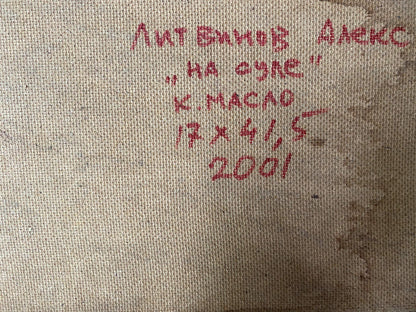 Литвинов Алекс
„на Суле"
к. масло
17 х 41,5
2001